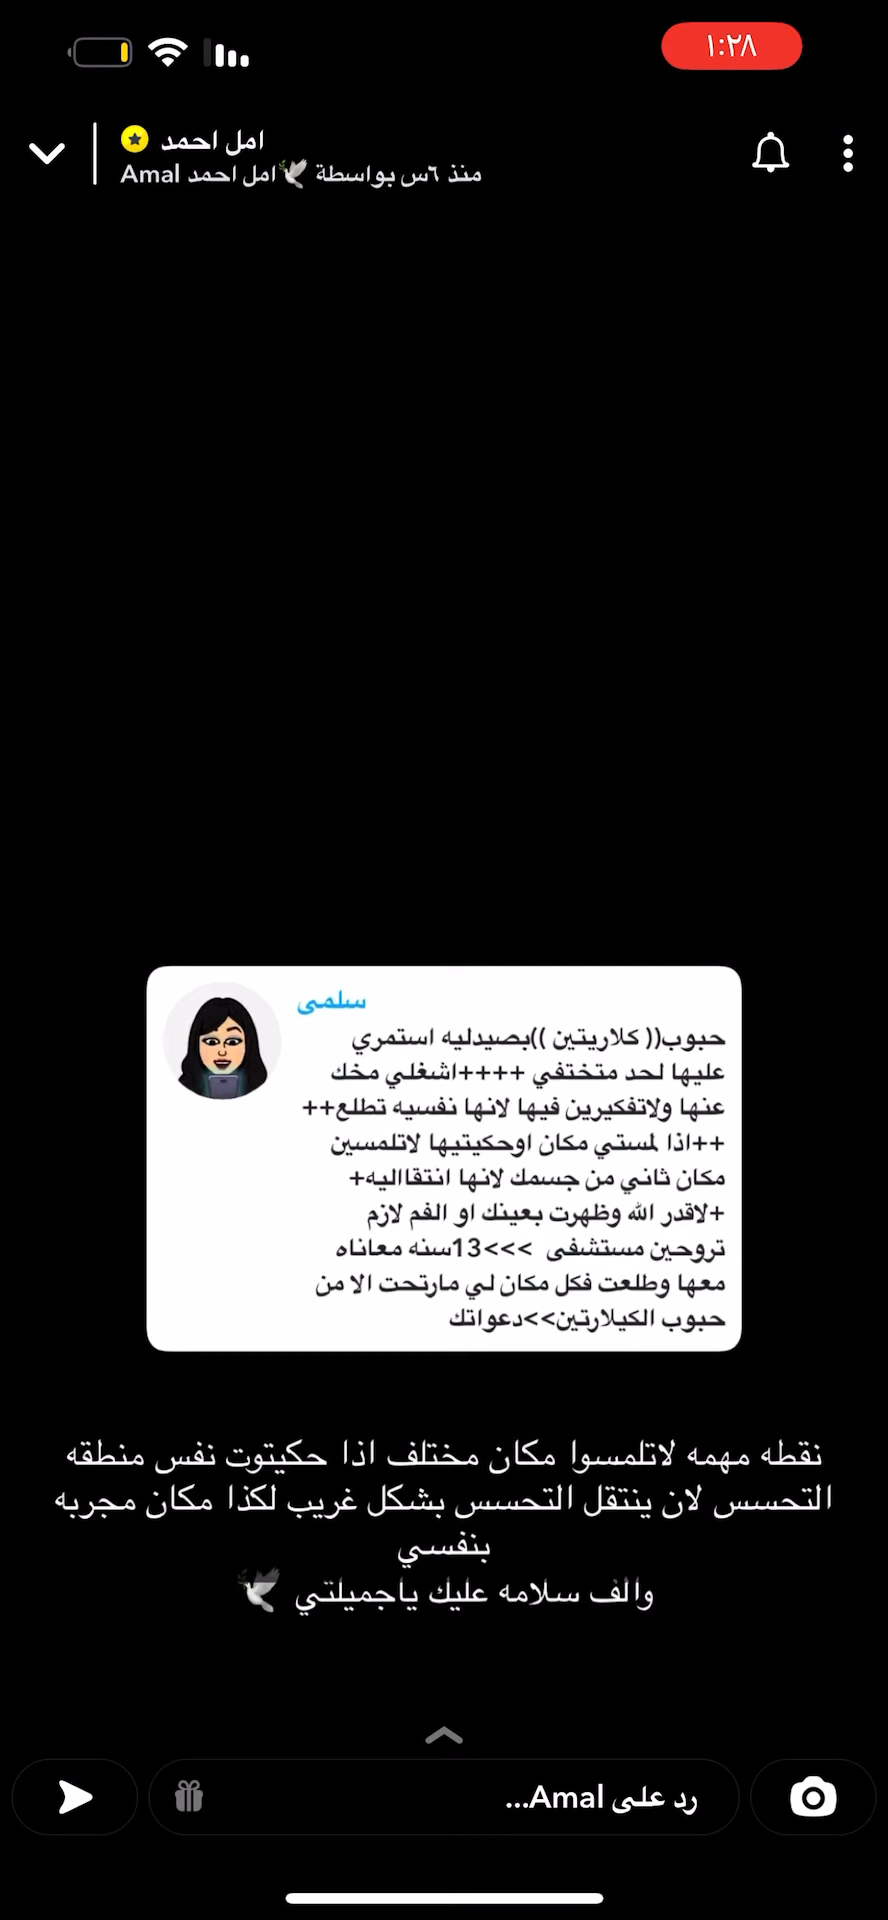 ١:٢٨
امل احمد
منذ ٦س بواسطة 🕊️امل احمد Amal
سلمى
حبوب(( كلاريتين ))بصيدليه استمري
عليها لحد متختفي ++++اشغلي مخك
عنها ولاتفكيرين فيها لانها نفسيه تطلع++
++اذا لمستي مكان اوحكيتيها لاتلمسين
مكان ثاني من جسمك لانها انتقااليه+
+لاقدر الله وظهرت بعينك او الفم لازم
تروحين مستشفى >>>13سنه معاناه
معها وطلعت فكل مكان لي مارتحت الا من
حبوب الكيلارتين>>دعواتك
نقطه مهمه لاتلمسوا مكان مختلف اذا حكيتوت نفس منطقه
التحسس لان ينتقل التحسس بشكل غريب لكذا مكان مجربه
بنفسي
والف سلامه عليك ياجميلتي 🕊️
رد على Amal...